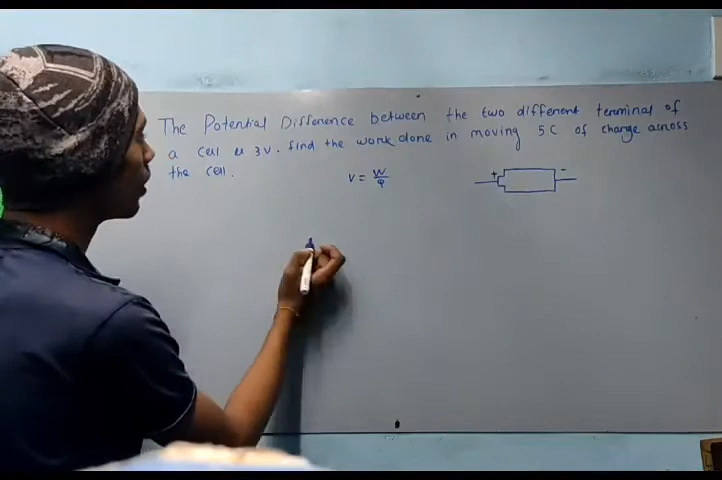 The Potential Difference between the two different terminal of
a cell is 3V. find the work done in moving 5C of charge across
the cell.
V = W/Q
+ -